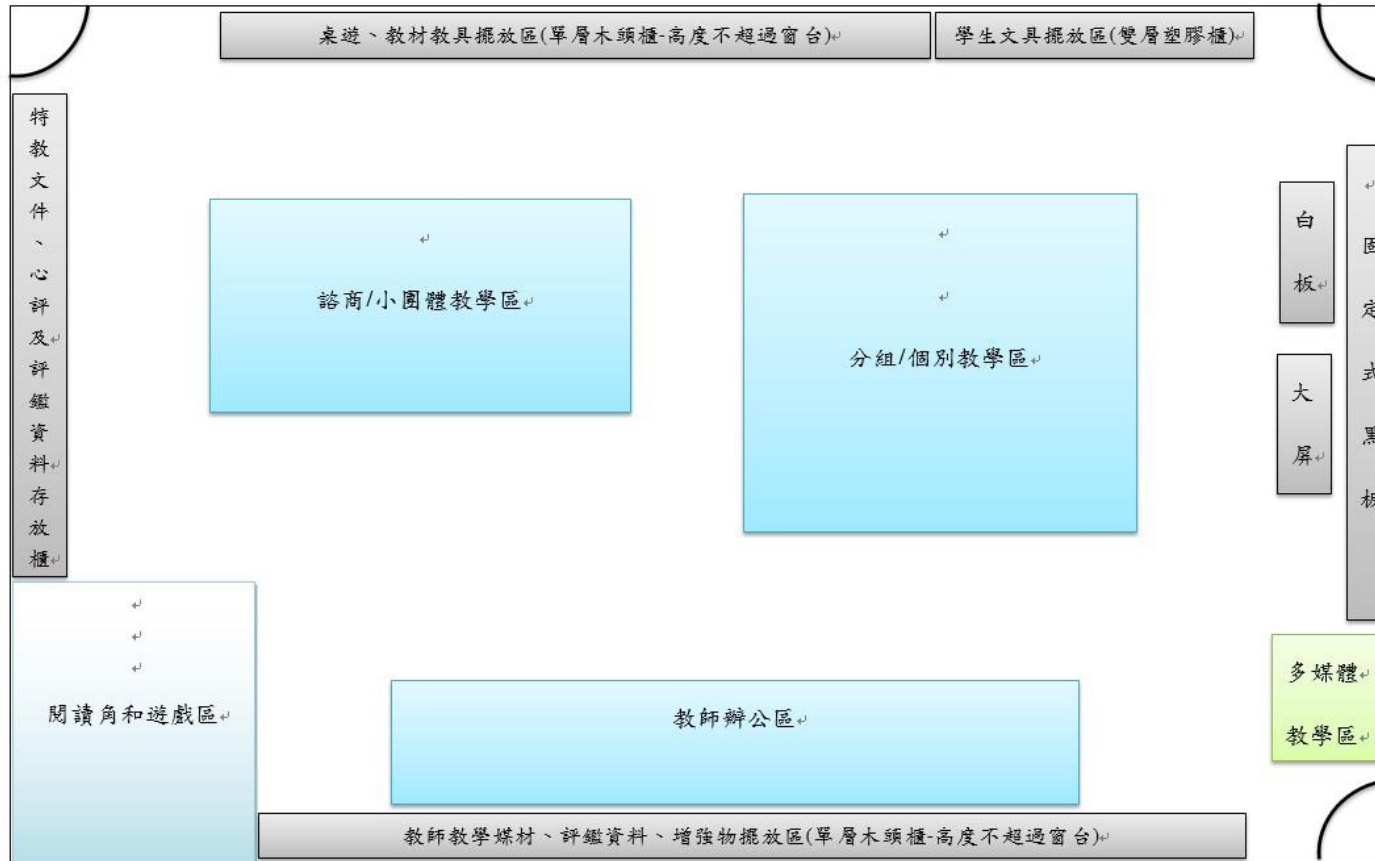 桌遊、教材教具擺放區(單層木頭櫃-高度不超過窗台)
學生文具擺放區(雙層塑膠櫃)
特教文件、心評及評鑑資料存放櫃
諮商/小團體教學區
分組/個別教學區
白板
大屏
固定式黑板
多媒體
教學區
閱讀角和遊戲區
教師辦公區
教師教學媒材、評鑑資料、增強物擺放區(單層木頭櫃-高度不超過窗台)